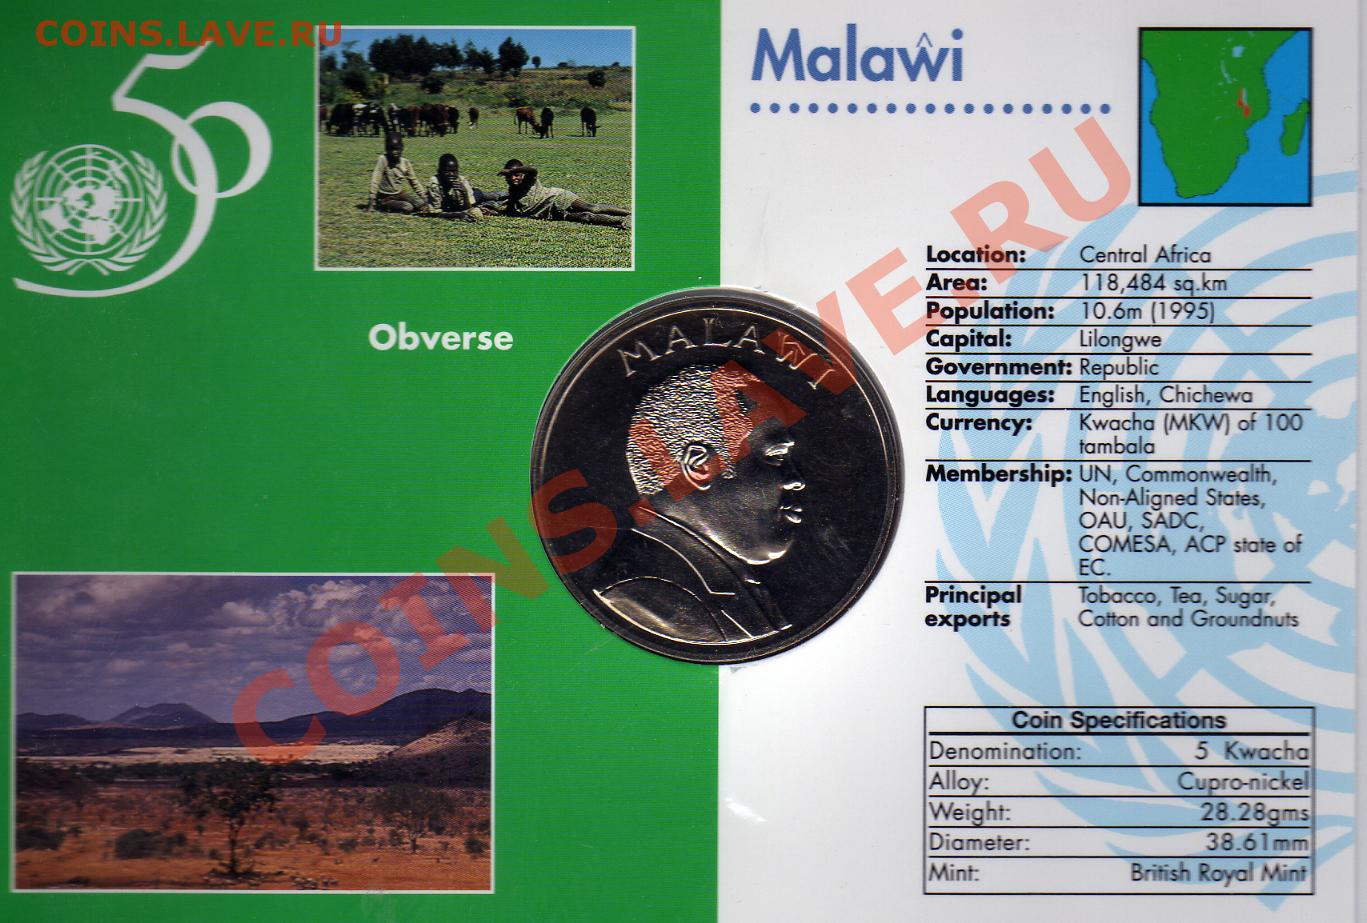 COINS.LAVE.RU
50
Malaŵi
Obverse
MALAŴI
Location: Central Africa
Area: 118,484 sq.km
Population: 10.6m (1995)
Capital: Lilongwe
Government: Republic
Languages: English, Chichewa
Currency: Kwacha (MKW) of 100
tambala
Membership: UN, Commonwealth,
Non-Aligned States,
OAU, SADC,
COMESA, ACP state of
EC.
Principal Tobacco, Tea, Sugar,
exports Cotton and Groundnuts
Coin Specifications
Denomination: 5 Kwacha
Alloy: Cupro-nickel
Weight: 28.28gms
Diameter: 38.61mm
Mint: British Royal Mint
COINS.LAVE.RU